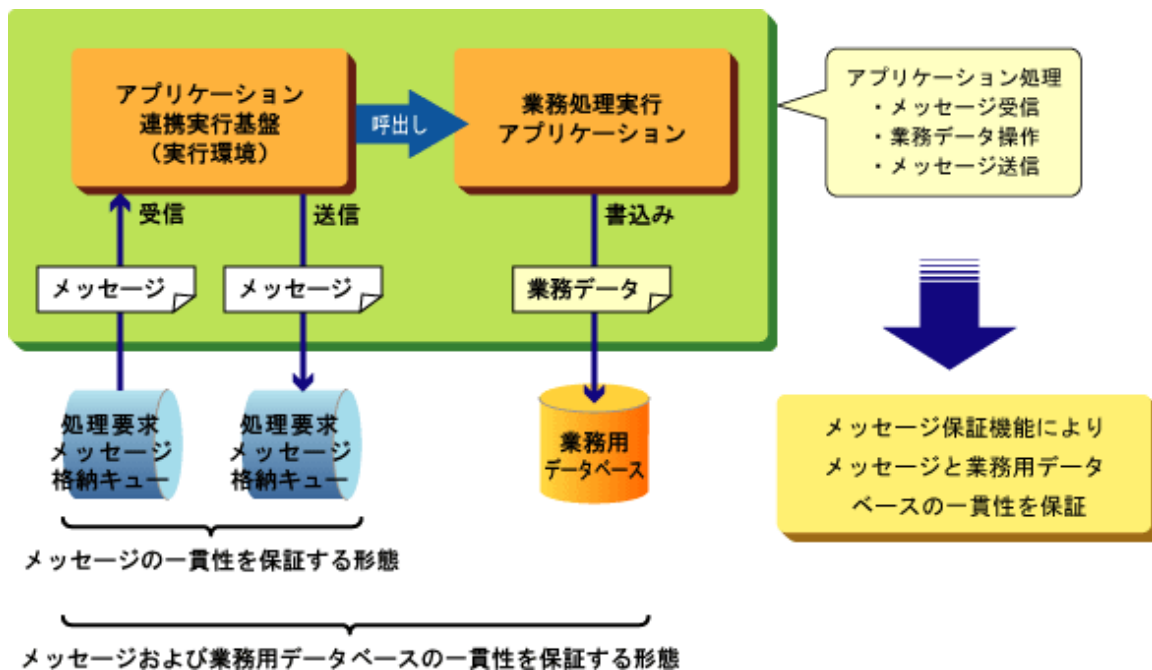 アプリケーション
連携実行基盤
（実行環境）
呼出し
業務処理実行
アプリケーション
アプリケーション処理
・メッセージ受信
・業務データ操作
・メッセージ送信
受信
送信
書込み
メッセージ
メッセージ
業務データ
処理要求
メッセージ
格納キュー
処理要求
メッセージ
格納キュー
業務用
データベース
メッセージ保証機能により
メッセージと業務用データ
ベースの一貫性を保証
メッセージの一貫性を保証する形態
メッセージおよび業務用データベースの一貫性を保証する形態